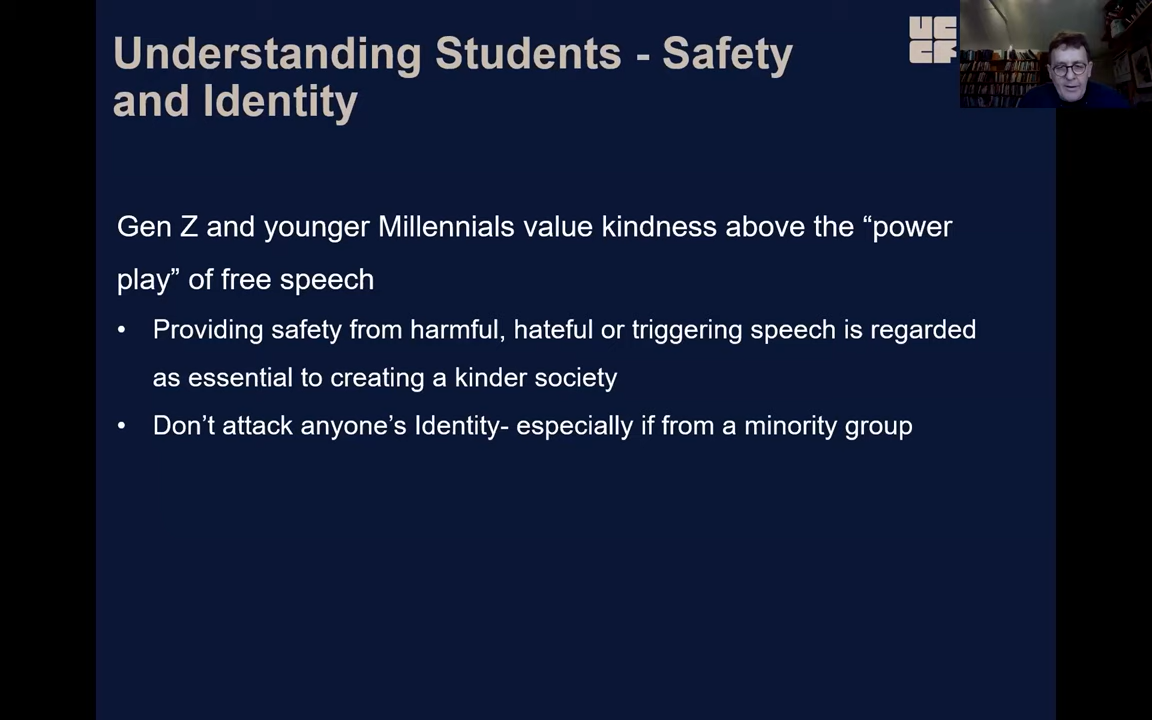 Understanding Students - Safety
and Identity
UC
CF
Gen Z and younger Millennials value kindness above the “power
play” of free speech
• Providing safety from harmful, hateful or triggering speech is regarded
as essential to creating a kinder society
• Don’t attack anyone’s Identity- especially if from a minority group